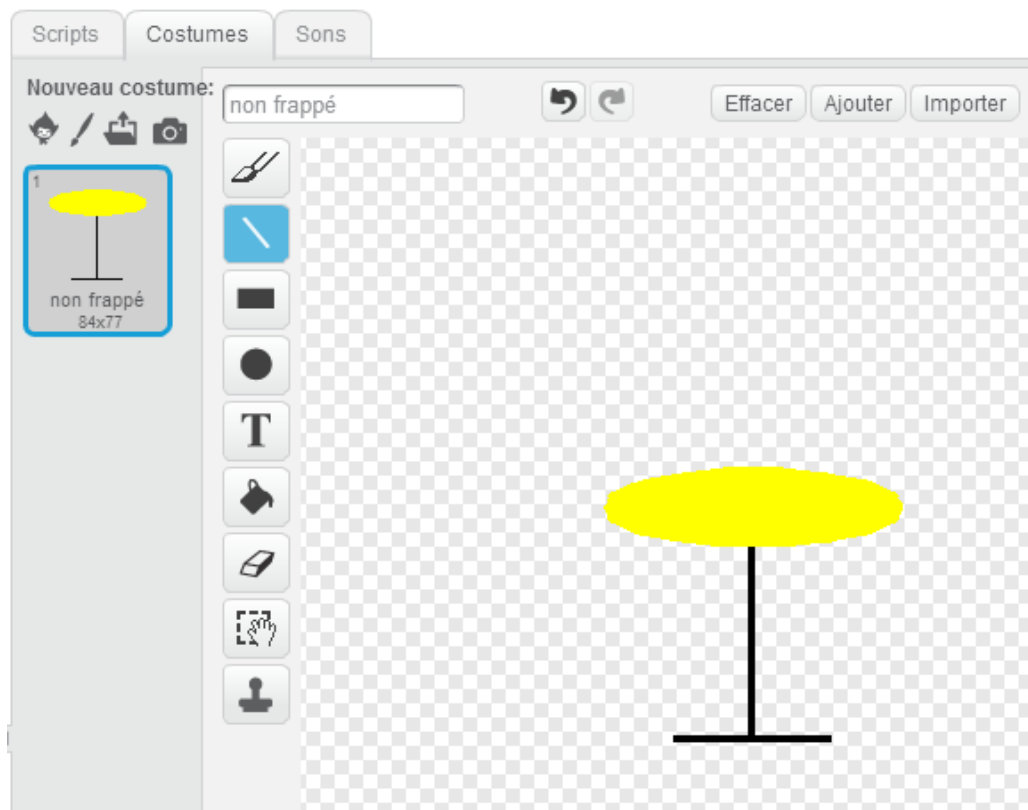 Scripts Costumes Sons
Nouveau costume:
non frappé
Effacer Ajouter Importer
1
non frappé
84x77
T